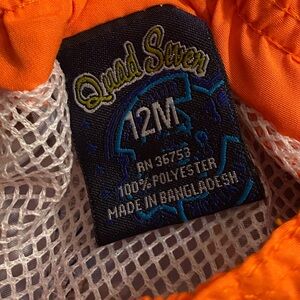 Quad Seven
12M
RN 36753
100% POLYESTER
MADE IN BANGLADESH